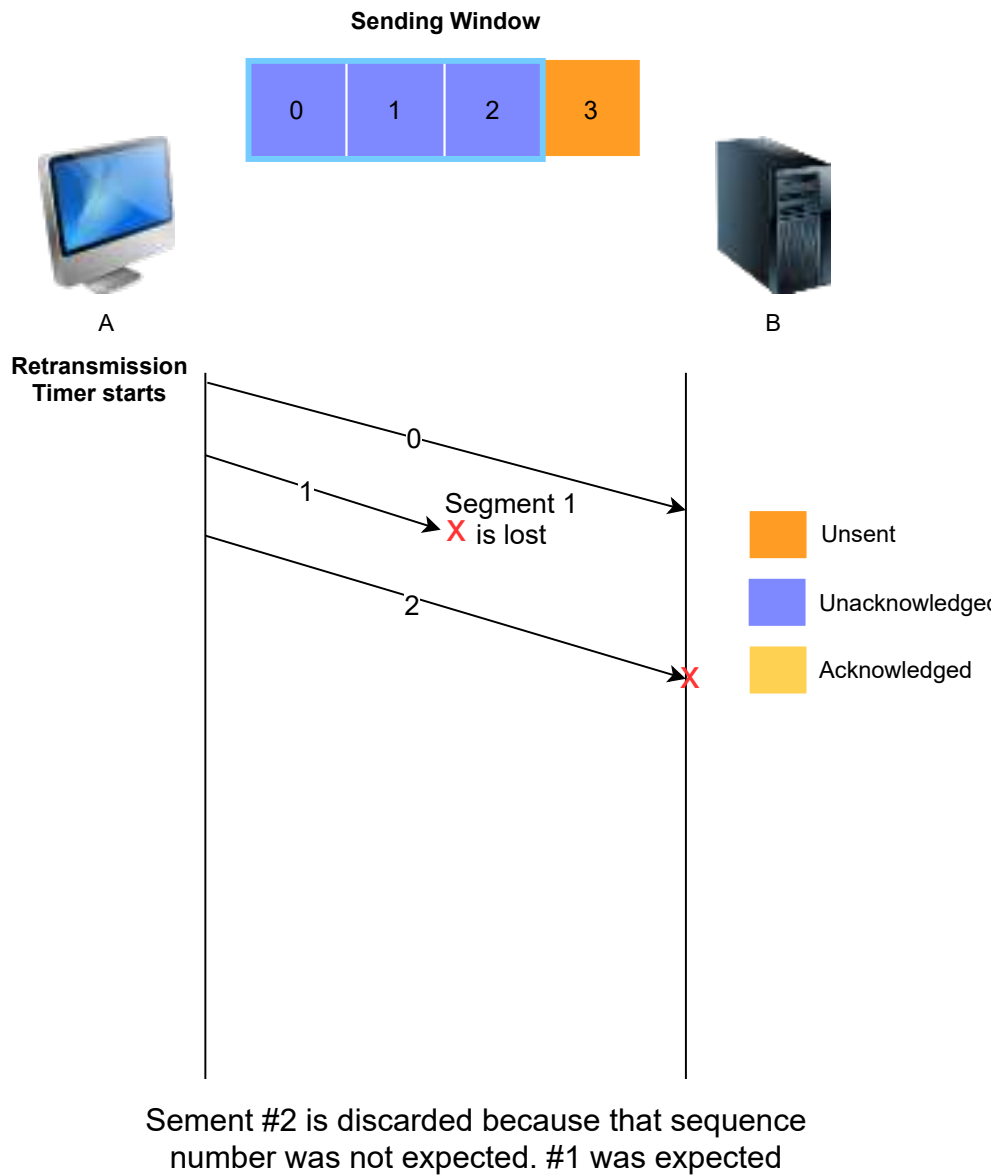 Sending Window
0 1 2 3
A
B
Retransmission
Timer starts
0
1
Segment 1
X is lost
Unsent
2
Unacknowledged
X
Acknowledged
Sement #2 is discarded because that sequence
number was not expected. #1 was expected